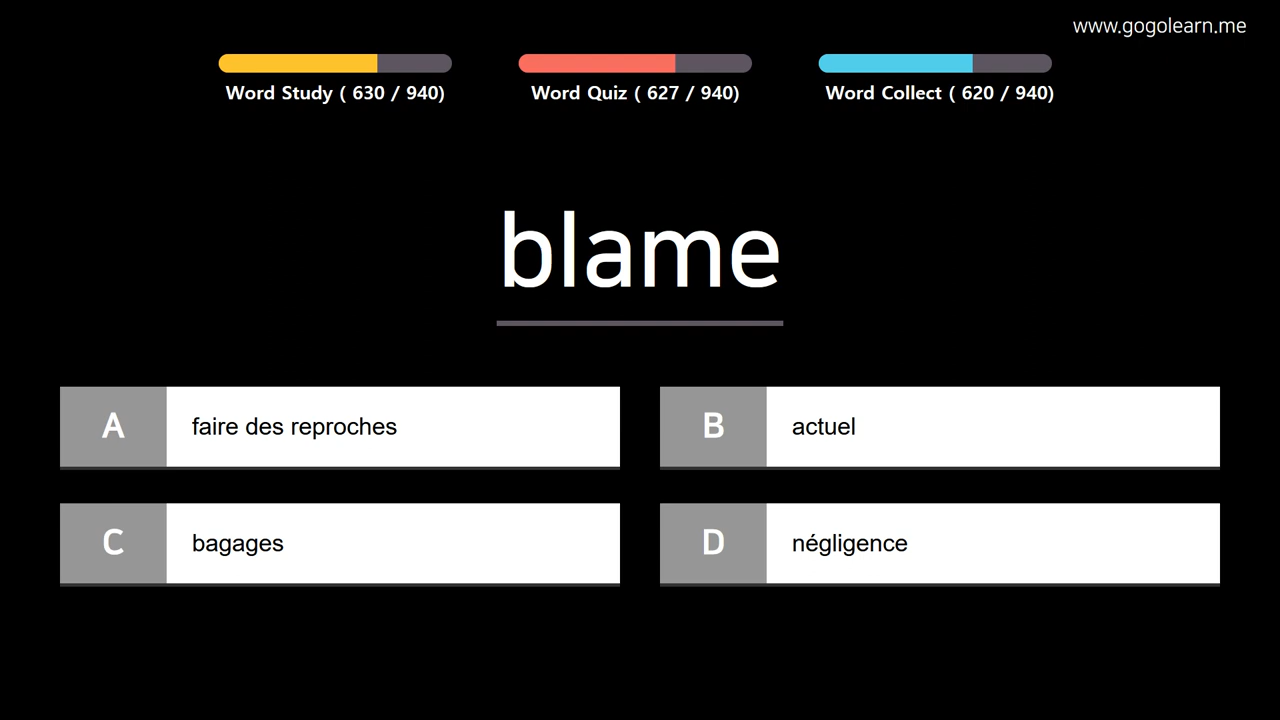 www.gogolearn.me
Word Study ( 630 / 940)
Word Quiz ( 627 / 940)
Word Collect ( 620 / 940)
blame
A faire des reproches
B actuel
C bagages
D négligence